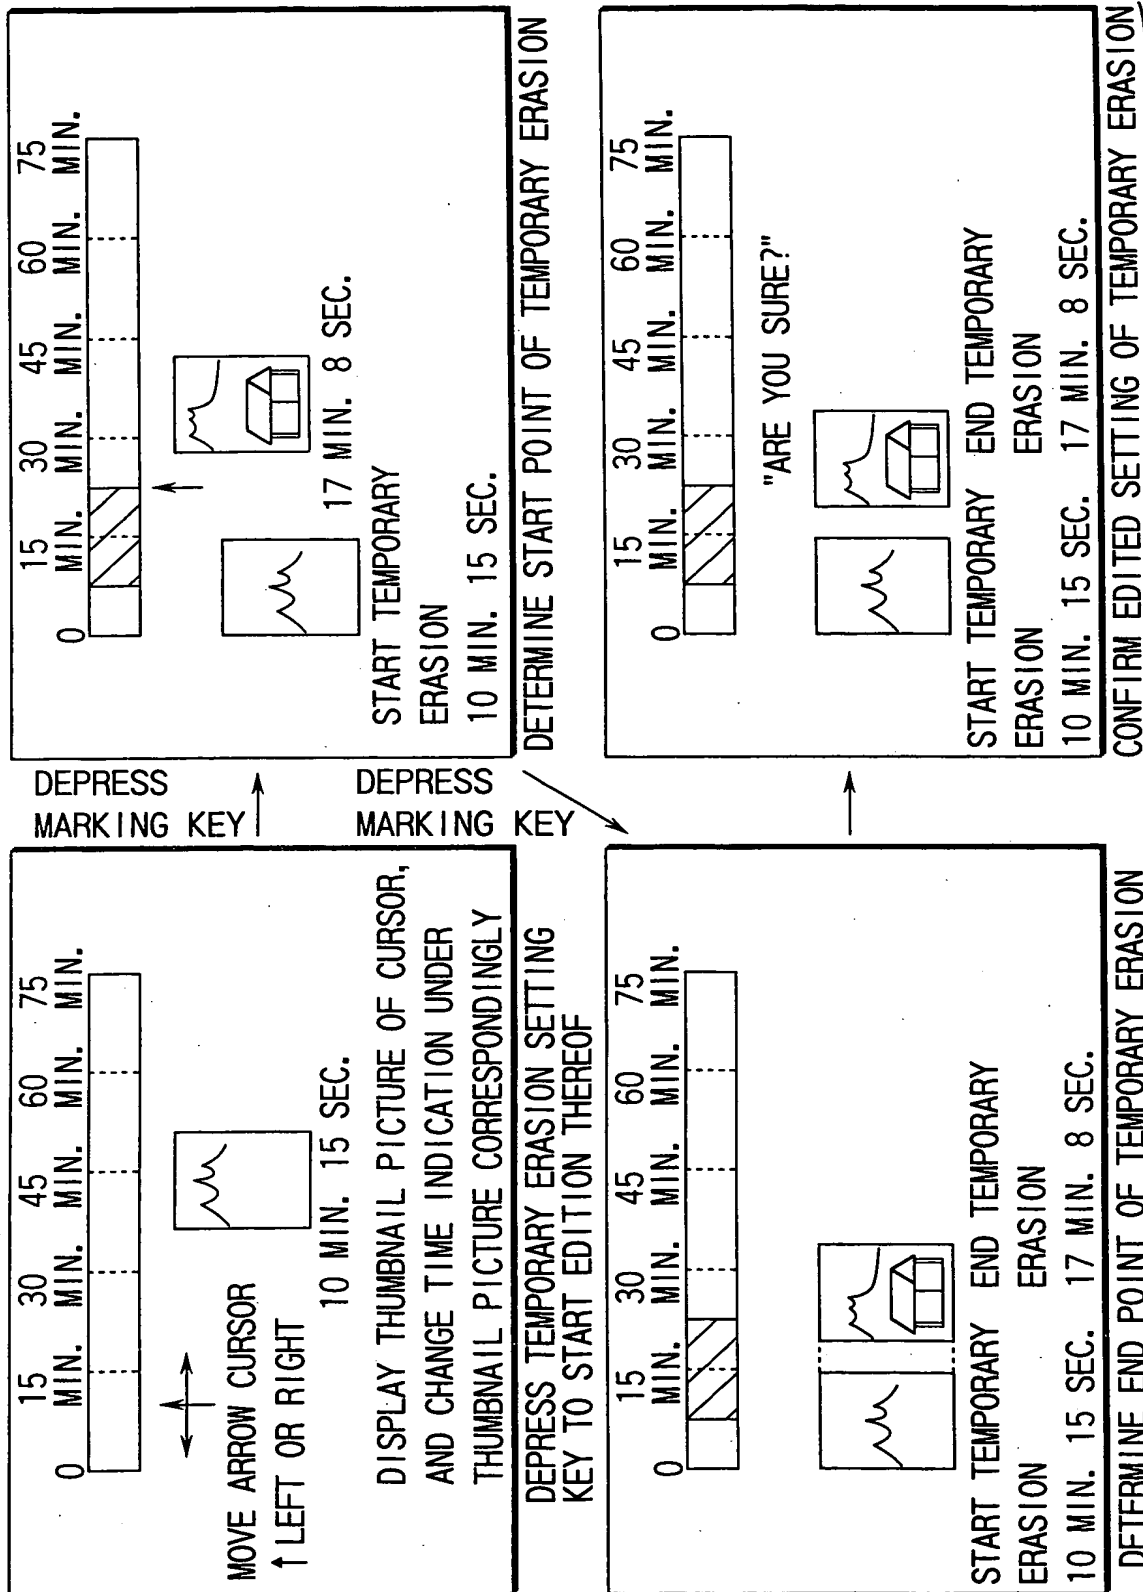 0
15 MIN.
30 MIN.
45 MIN.
60 MIN.
75 MIN.
MOVE ARROW CURSOR
↑ LEFT OR RIGHT
10 MIN. 15 SEC.
DISPLAY THUMBNAIL PICTURE OF CURSOR,
AND CHANGE TIME INDICATION UNDER
THUMBNAIL PICTURE CORRESPONDINGLY
DEPRESS TEMPORARY ERASION SETTING
KEY TO START EDITION THEREOF
DEPRESS
MARKING KEY
0
15 MIN.
30 MIN.
45 MIN.
60 MIN.
75 MIN.
17 MIN. 8 SEC.
START TEMPORARY
ERASION
10 MIN. 15 SEC.
DETERMINE START POINT OF TEMPORARY ERASION
DEPRESS
MARKING KEY
0
15 MIN.
30 MIN.
45 MIN.
60 MIN.
75 MIN.
START TEMPORARY END TEMPORARY
ERASION ERASION
10 MIN. 15 SEC. 17 MIN. 8 SEC.
DETERMINE END POINT OF TEMPORARY ERASION
0
15 MIN.
30 MIN.
45 MIN.
60 MIN.
75 MIN.
"ARE YOU SURE?"
START TEMPORARY END TEMPORARY
ERASION ERASION
10 MIN. 15 SEC. 17 MIN. 8 SEC.
CONFIRM EDITED SETTING OF TEMPORARY ERASION